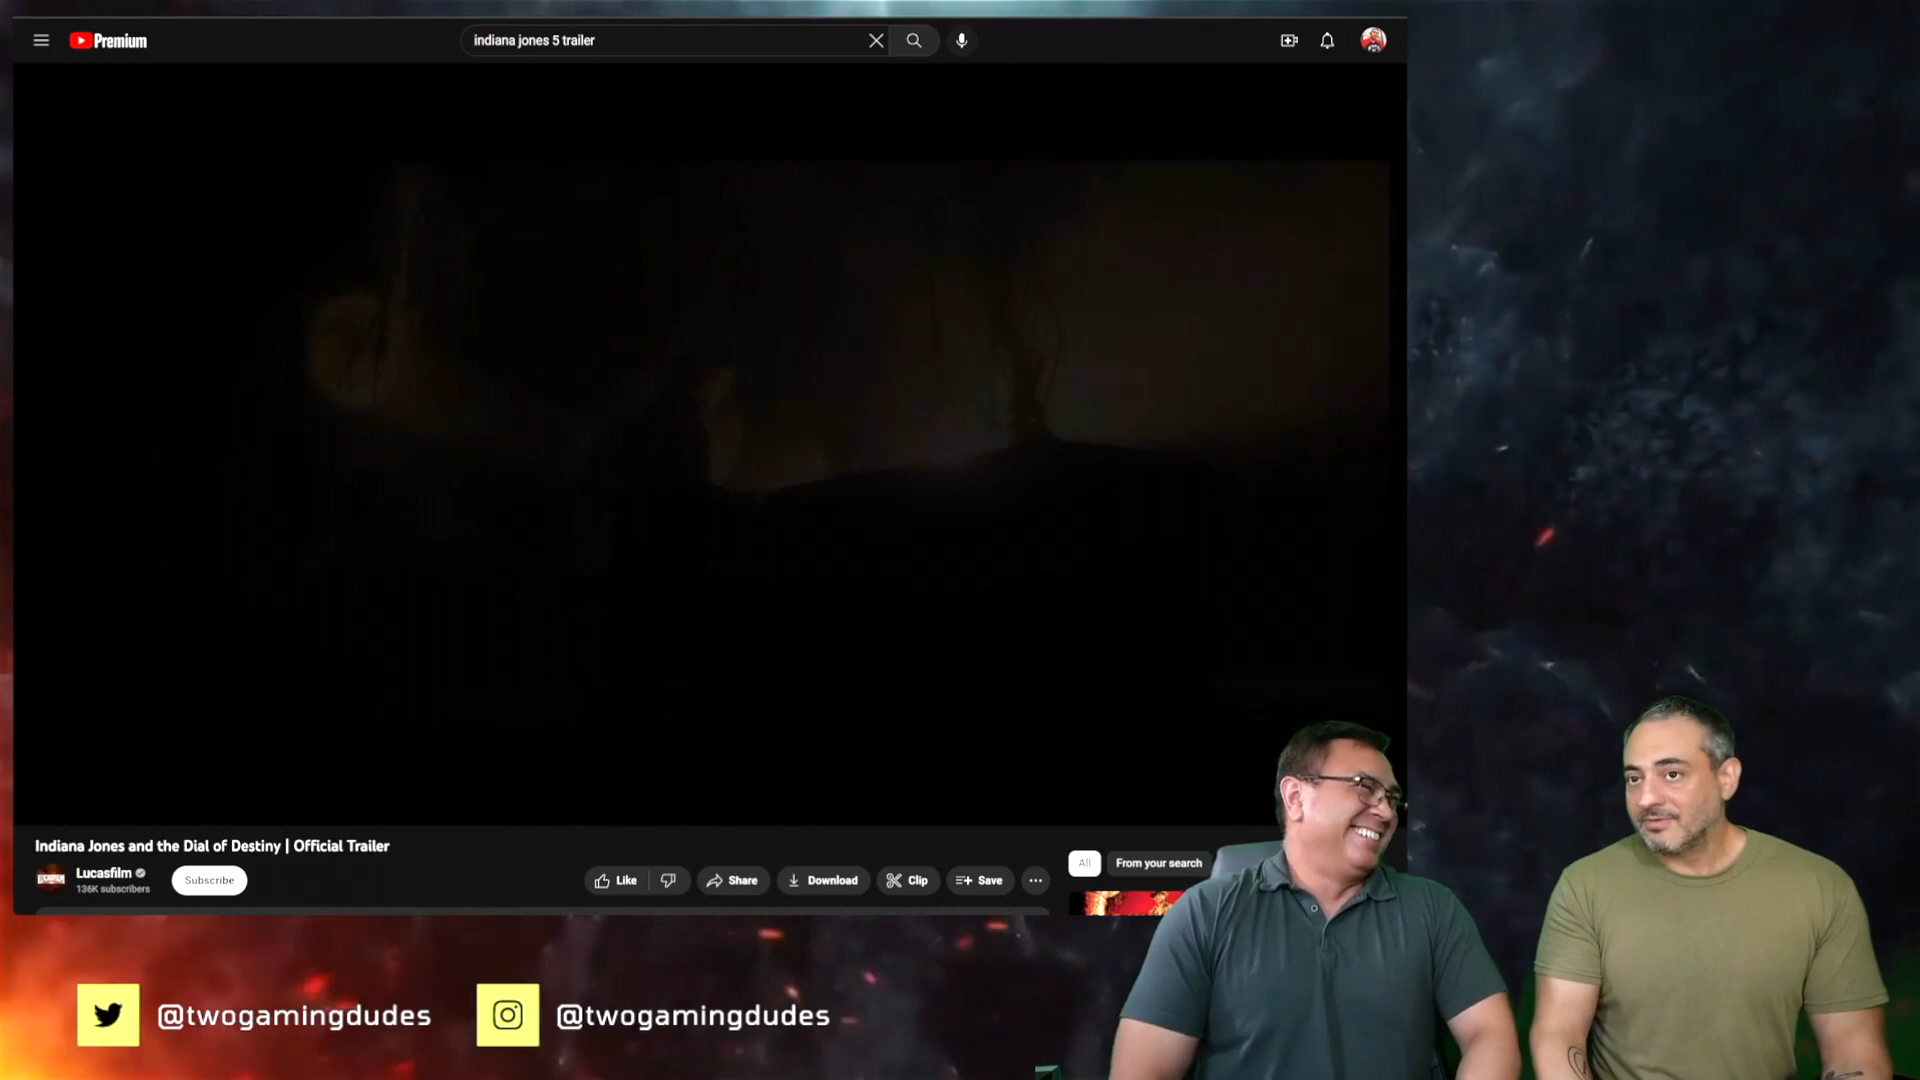 Premium
indiana jones 5 trailer
Indiana Jones and the Dial of Destiny | Official Trailer
Lucasfilm
136K subscribers
Subscribe
Like
Share
Download
Clip
Save
All
From your search
@twogamingdudes
@twogamingdudes